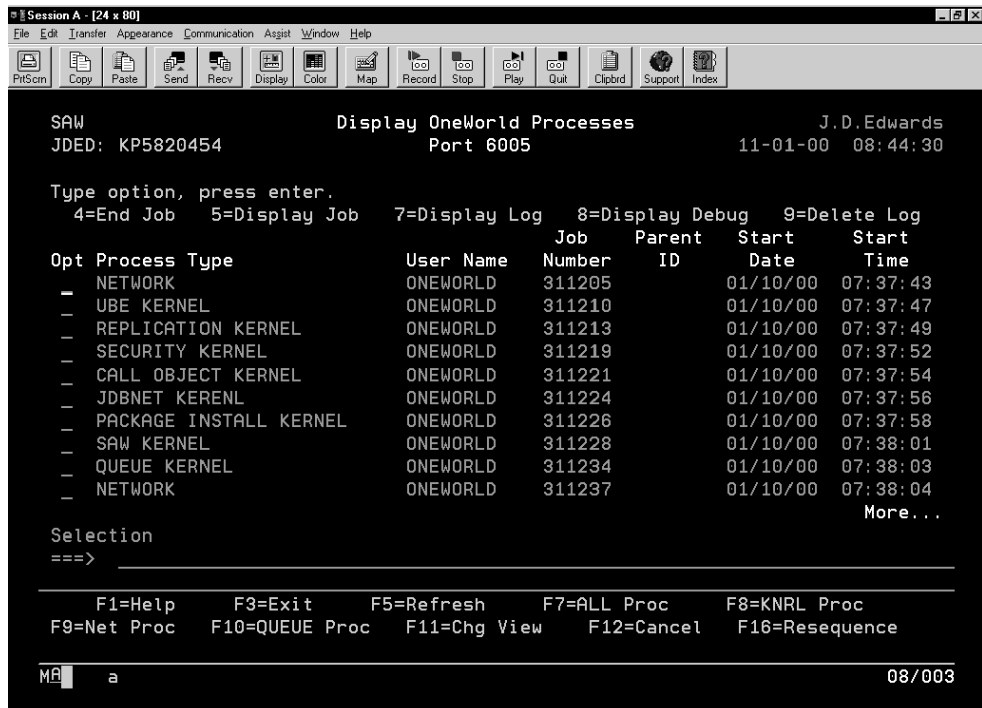 Session A - [24 x 80]
File Edit Transfer Appearance Communication Assist Window Help
PrtScrn Copy Paste Send Recv Display Color Map Record Stop Play Quit Clipbrd Support Index
SAW Display OneWorld Processes J.D.Edwards
JDED: KP5820454 Port 6005 11-01-00 08:44:30
Type option, press enter.
4=End Job 5=Display Job 7=Display Log 8=Display Debug 9=Delete Log
Job Parent Start Start
Opt Process Type User Name Number ID Date Time
_ NETWORK ONEWORLD 311205 01/10/00 07:37:43
_ UBE KERNEL ONEWORLD 311210 01/10/00 07:37:47
_ REPLICATION KERNEL ONEWORLD 311213 01/10/00 07:37:49
_ SECURITY KERNEL ONEWORLD 311219 01/10/00 07:37:52
_ CALL OBJECT KERNEL ONEWORLD 311221 01/10/00 07:37:54
_ JDBNET KERENL ONEWORLD 311224 01/10/00 07:37:56
_ PACKAGE INSTALL KERNEL ONEWORLD 311226 01/10/00 07:37:58
_ SAW KERNEL ONEWORLD 311228 01/10/00 07:38:01
_ QUEUE KERNEL ONEWORLD 311234 01/10/00 07:38:03
_ NETWORK ONEWORLD 311237 01/10/00 07:38:04
More...
Selection
===>
F1=Help F3=Exit F5=Refresh F7=ALL Proc F8=KNRL Proc
F9=Net Proc F10=QUEUE Proc F11=Chg View F12=Cancel F16=Resequence
MA a 08/003